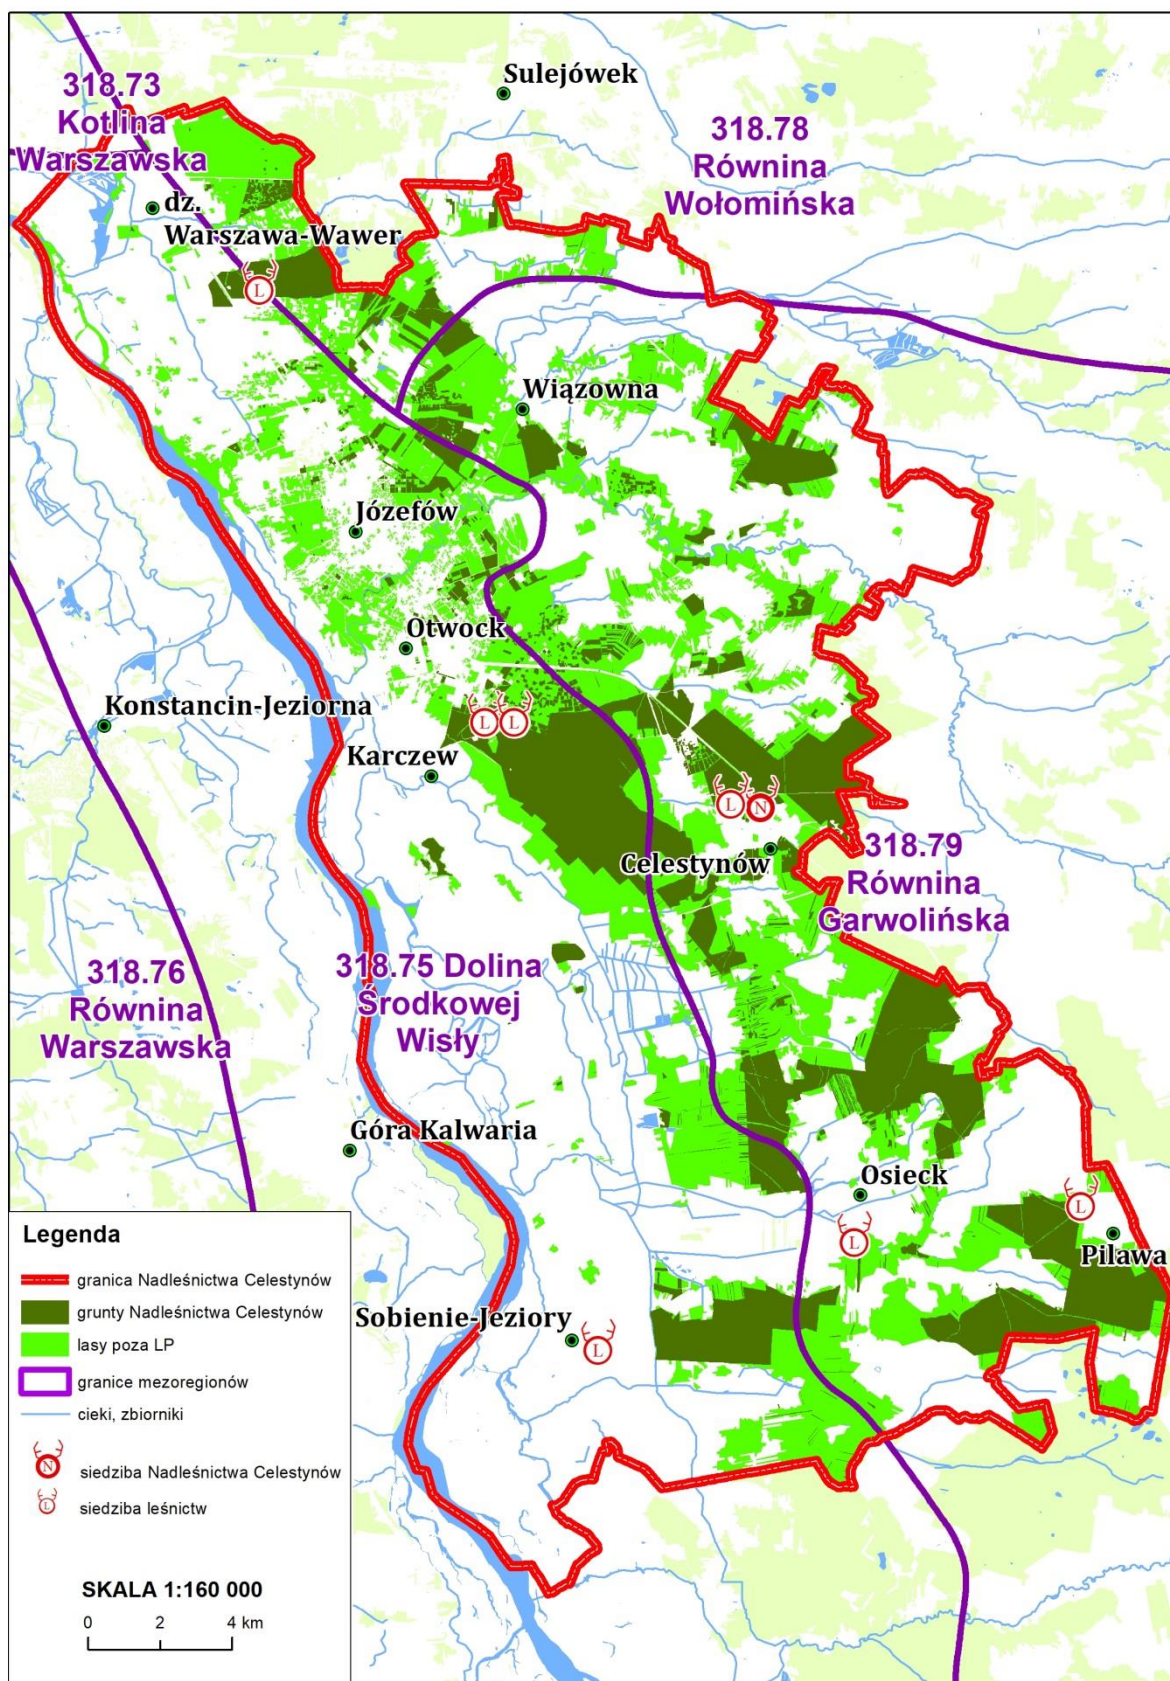 Sulejówek
318.73
Kotlina
Warszawska
318.78
Równina
Wołomińska
dz.
Warszawa-Wawer
L
Wiązowna
Józefów
Otwock
Konstancin-Jeziorna
L L
Karczew
L N
Celestynów
318.79
Równina
Garwolińska
318.76
Równina
Warszawska
318.75 Dolina
Środkowej
Wisły
Góra Kalwaria
Osieck
L
L
Pilawa
Sobienie-Jeziory
L
Legenda
granica Nadleśnictwa Celestynów
grunty Nadleśnictwa Celestynów
lasy poza LP
granice mezoregionów
cieki, zbiorniki
N siedziba Nadleśnictwa Celestynów
L siedziba leśnictw
SKALA 1:160 000
0 2 4 km